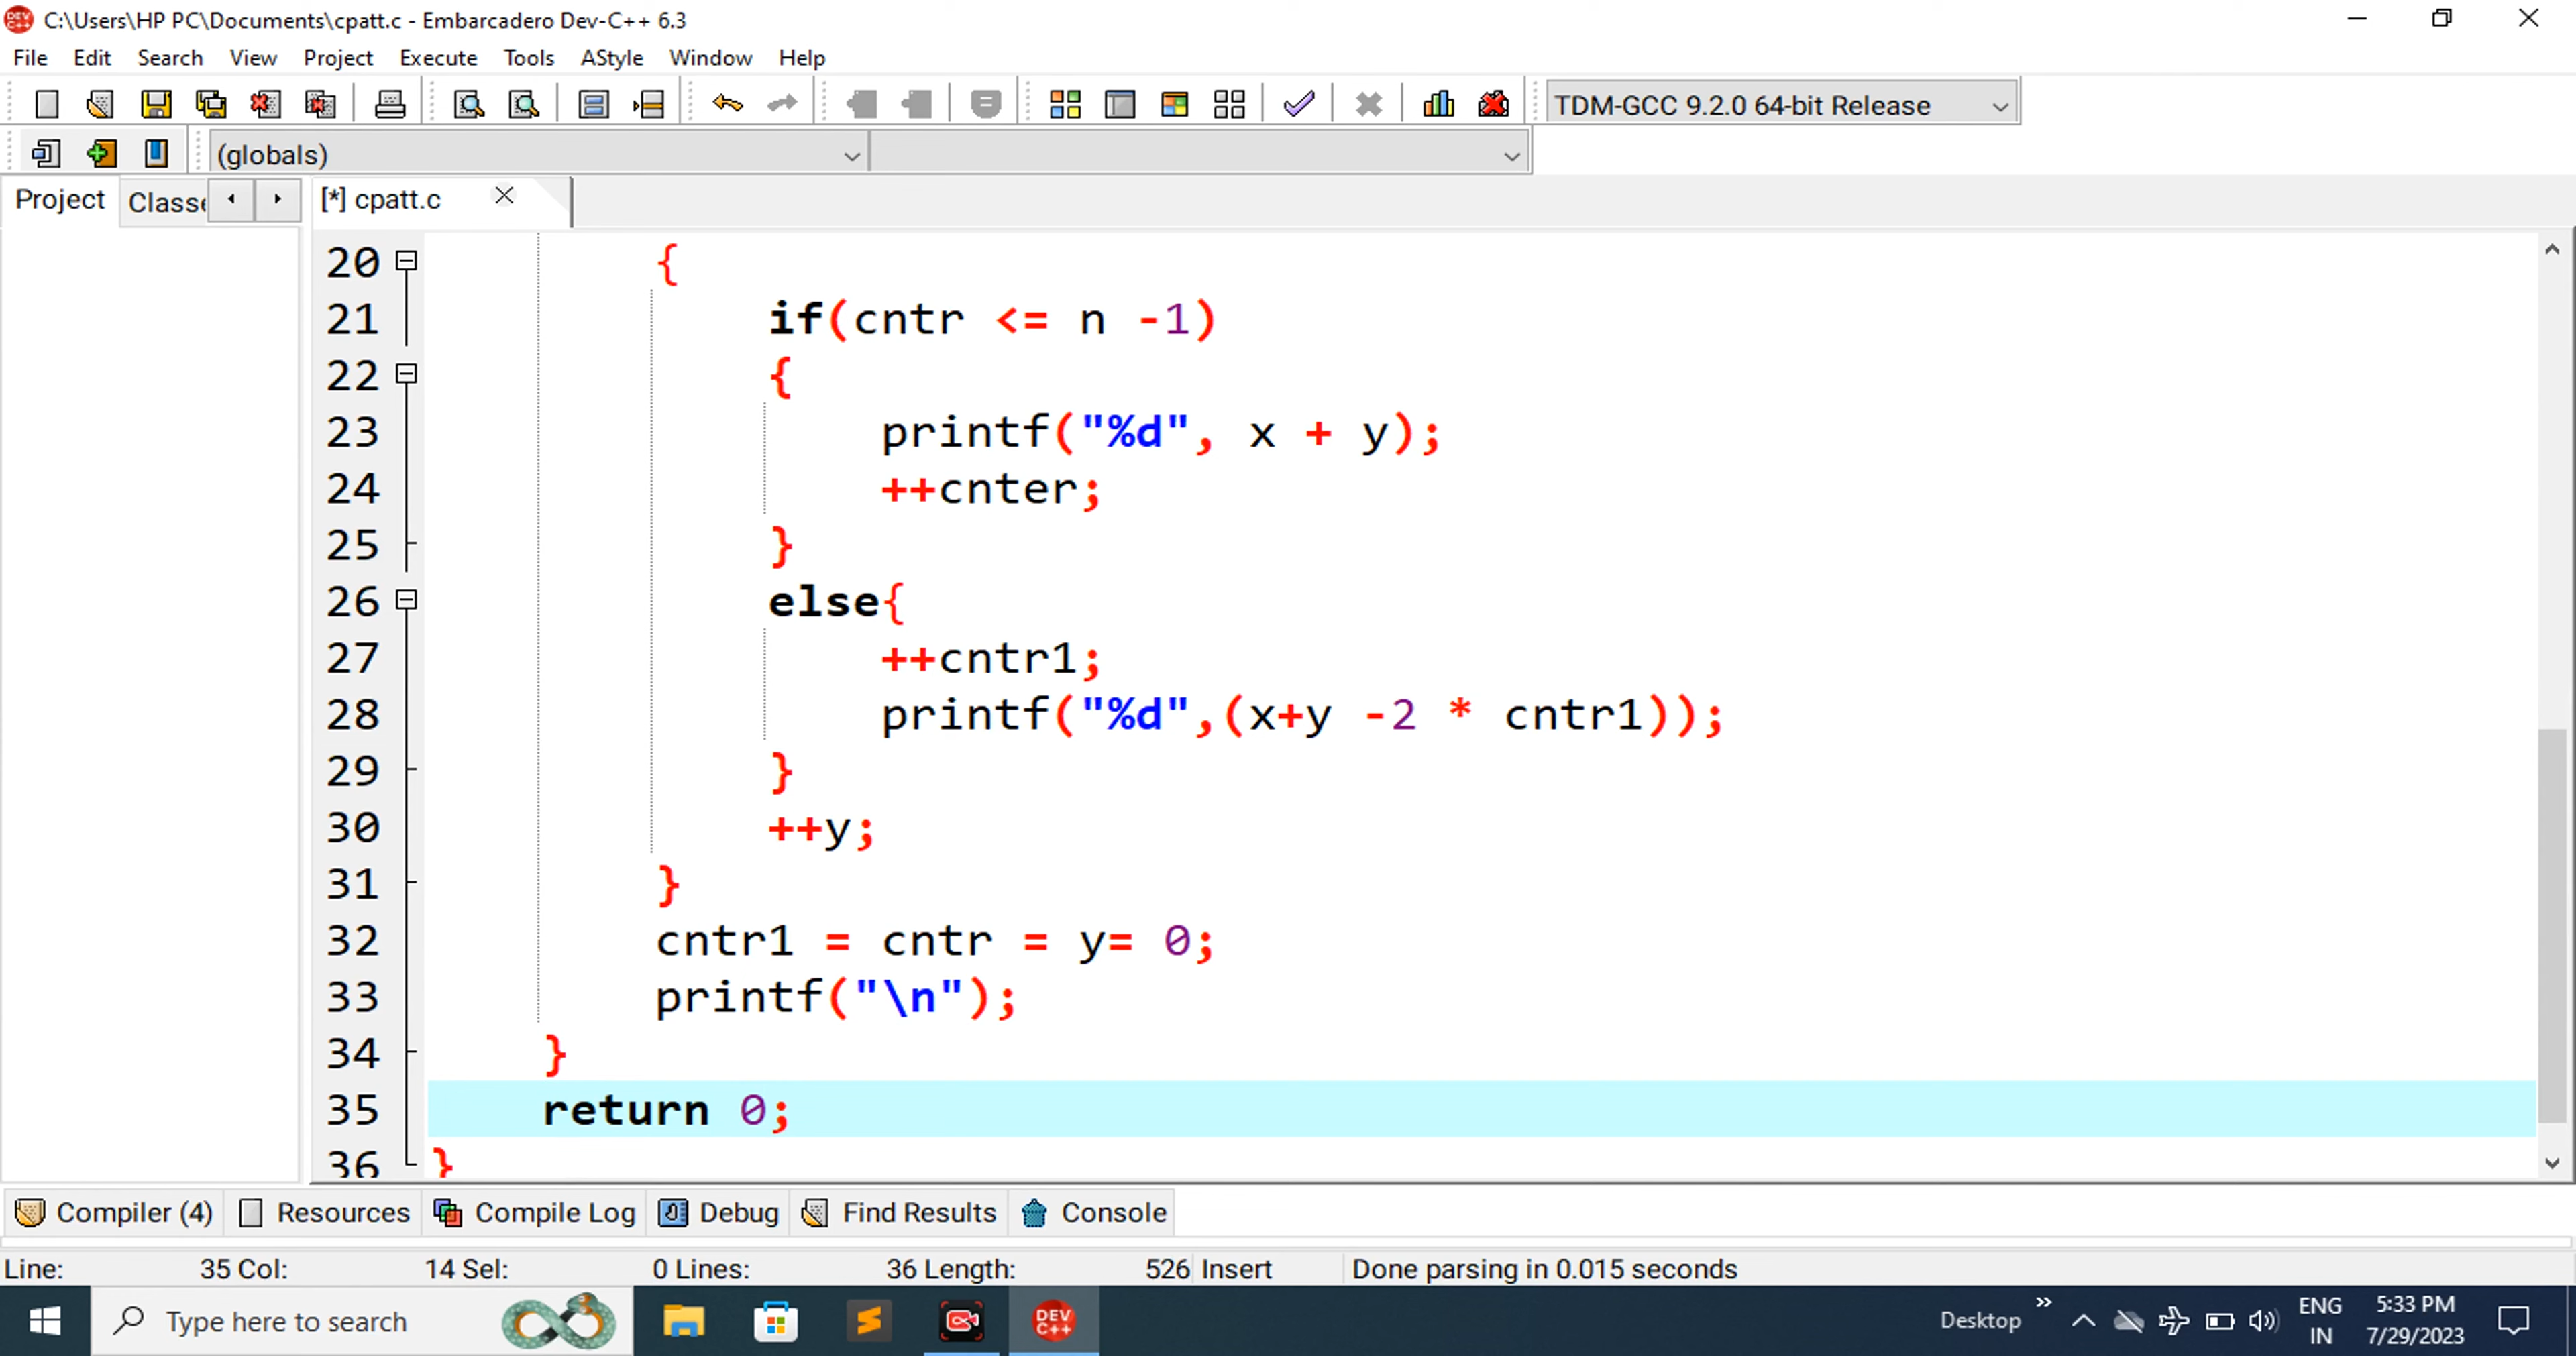 C:\Users\HP PC\Documents\cpatt.c - Embarcadero Dev-C++ 6.3
File Edit Search View Project Execute Tools AStyle Window Help
TDM-GCC 9.2.0 64-bit Release
(globals)
Project Classe [*] cpatt.c
20 {
21 if(cntr <= n -1)
22 {
23 printf("%d", x + y);
24 ++cnter;
25 }
26 else{
27 ++cntr1;
28 printf("%d",(x+y -2 * cntr1));
29 }
30 ++y;
31 }
32 cntr1 = cntr = y= 0;
33 printf("\n");
34 }
35 return 0;
36 }
Compiler (4) Resources Compile Log Debug Find Results Console
Line: 35 Col: 14 Sel: 0 Lines: 36 Length: 526 Insert Done parsing in 0.015 seconds
Type here to search DEV C++ Desktop » ENG 5:33 PM
IN 7/29/2023